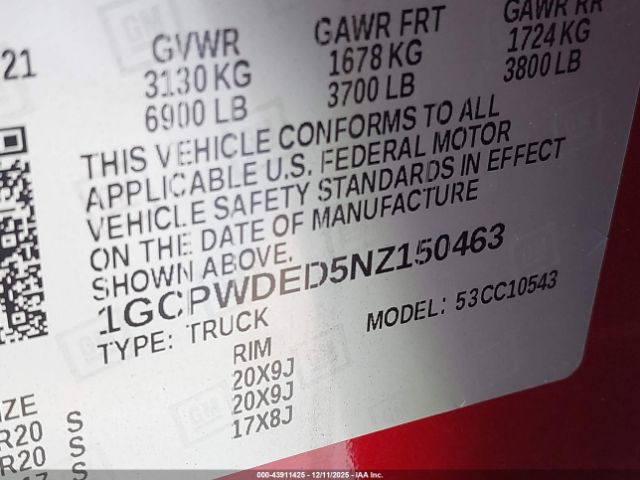 21
GVWR
3130 KG
6900 LB
GAWR FRT
1678 KG
3700 LB
GAWR RR
1724 KG
3800 LB
THIS VEHICLE CONFORMS TO ALL
APPLICABLE U.S. FEDERAL MOTOR
VEHICLE SAFETY STANDARDS IN EFFECT
ON THE DATE OF MANUFACTURE
SHOWN ABOVE.
1GCPWDED5NZ150463
TYPE: TRUCK
MODEL: 53CC10543
RIM
20X9J
20X9J
17X8J
ZE
R20 S
R20 S
S
GM
000-43911425 - 12/11/2025 - IAA Inc.